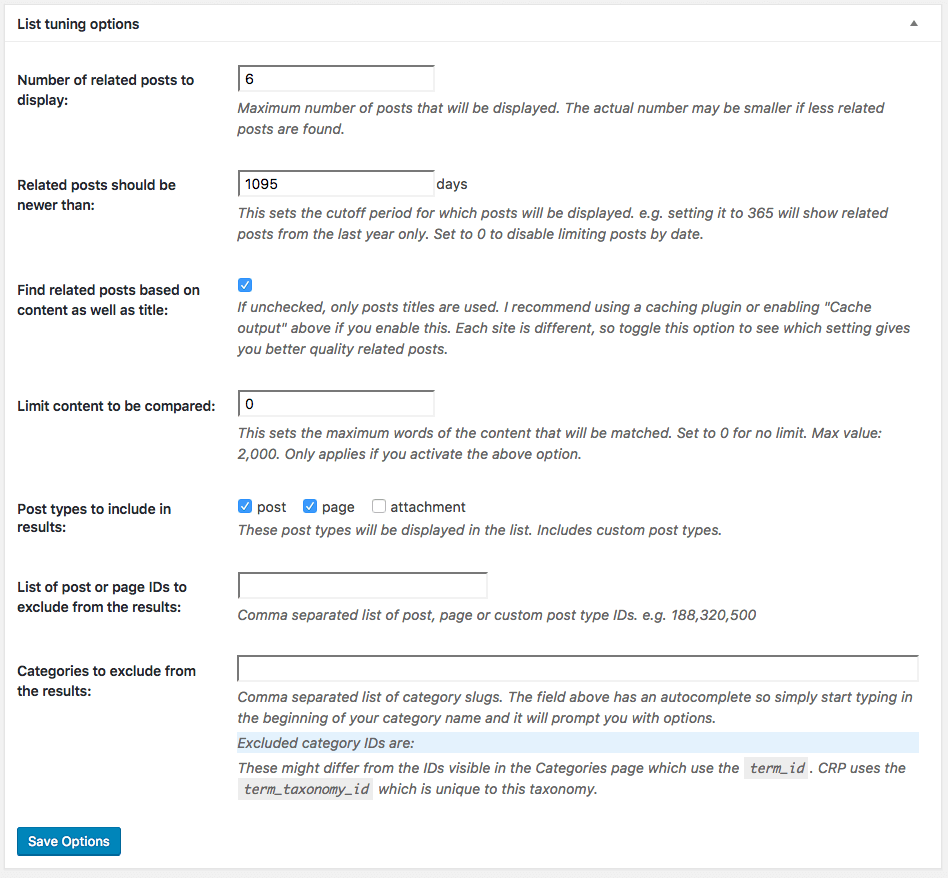 List tuning options
Number of related posts to
display:
6
Maximum number of posts that will be displayed. The actual number may be smaller if less related
posts are found.
Related posts should be
newer than:
1095 days
This sets the cutoff period for which posts will be displayed. e.g. setting it to 365 will show related
posts from the last year only. Set to 0 to disable limiting posts by date.
Find related posts based on
content as well as title:
If unchecked, only posts titles are used. I recommend using a caching plugin or enabling "Cache
output" above if you enable this. Each site is different, so toggle this option to see which setting gives
you better quality related posts.
Limit content to be compared:
0
This sets the maximum words of the content that will be matched. Set to 0 for no limit. Max value:
2,000. Only applies if you activate the above option.
Post types to include in
results:
post page attachment
These post types will be displayed in the list. Includes custom post types.
List of post or page IDs to
exclude from the results:
Comma separated list of post, page or custom post type IDs. e.g. 188,320,500
Categories to exclude from
the results:
Comma separated list of category slugs. The field above has an autocomplete so simply start typing in
the beginning of your category name and it will prompt you with options.
Excluded category IDs are:
These might differ from the IDs visible in the Categories page which use the term_id. CRP uses the
term_taxonomy_id which is unique to this taxonomy.
Save Options